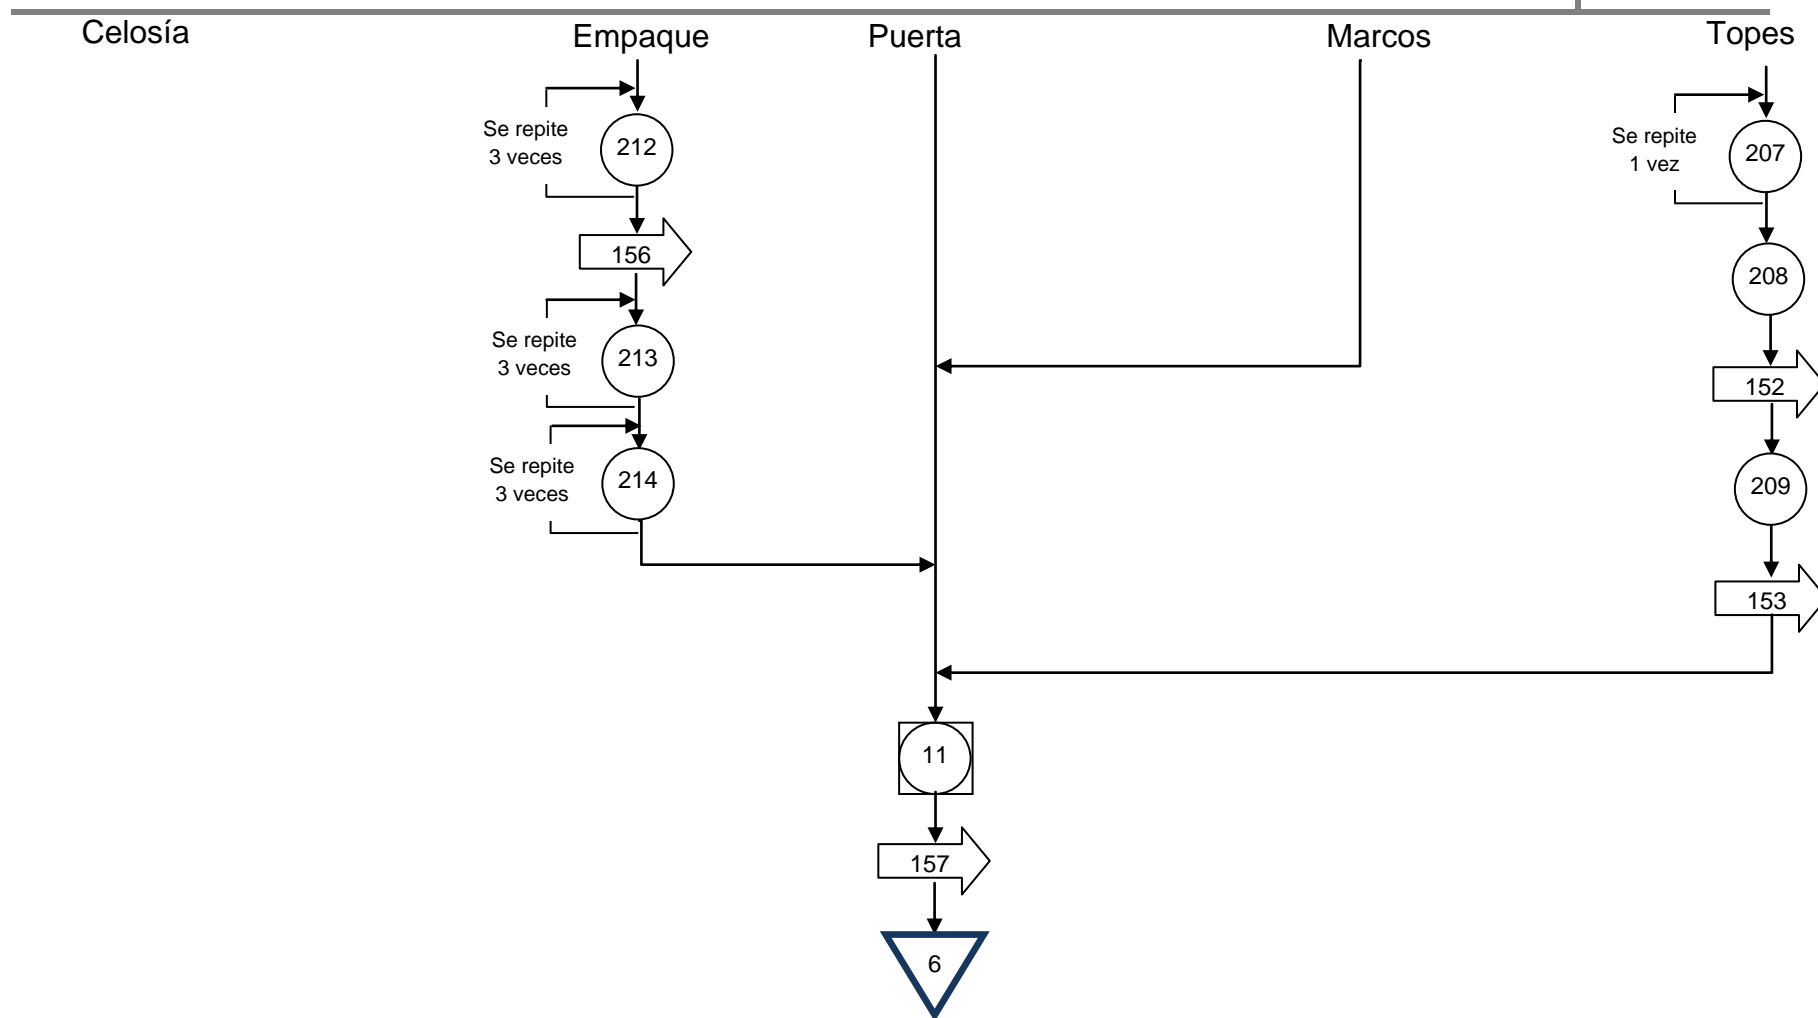 Celosía
Empaque
Puerta
Marcos
Topes
Se repite
3 veces
212
156
Se repite
3 veces
213
Se repite
3 veces
214
Se repite
1 vez
207
208
152
209
153
11
157
6